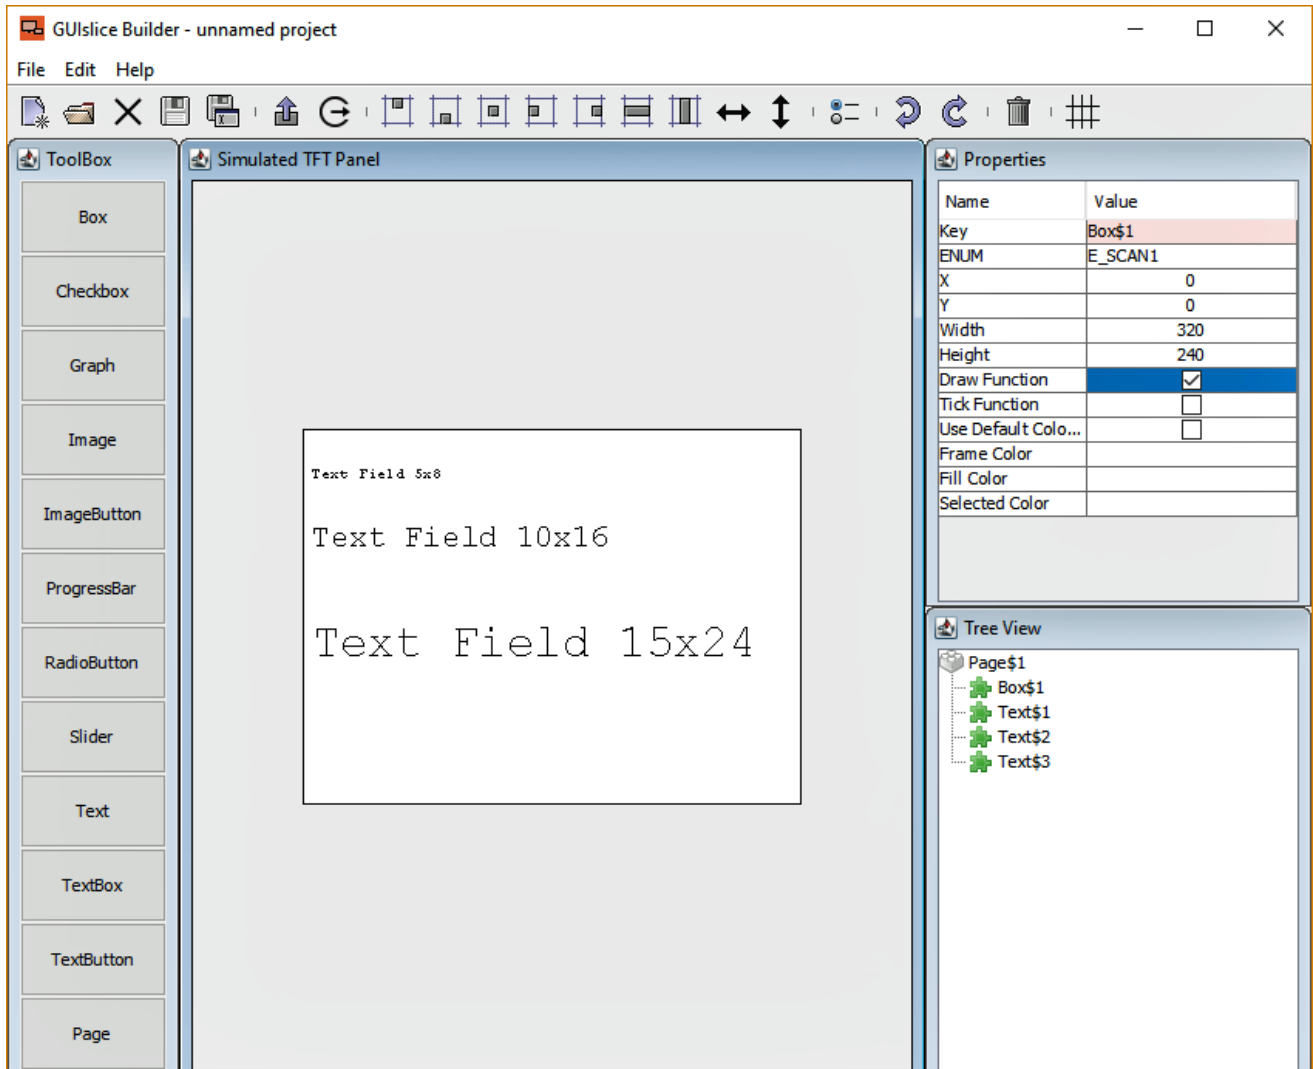 GUIslice Builder - unnamed project
File Edit Help
ToolBox
Box
Checkbox
Graph
Image
ImageButton
ProgressBar
RadioButton
Slider
Text
TextBox
TextButton
Page
Simulated TFT Panel
Text Field 5x8
Text Field 10x16
Text Field 15x24
Properties
Name Value
Key Box$1
ENUM E_SCAN1
X 0
Y 0
Width 320
Height 240
Draw Function
Tick Function
Use Default Colo...
Frame Color
Fill Color
Selected Color
Tree View
Page$1
Box$1
Text$1
Text$2
Text$3